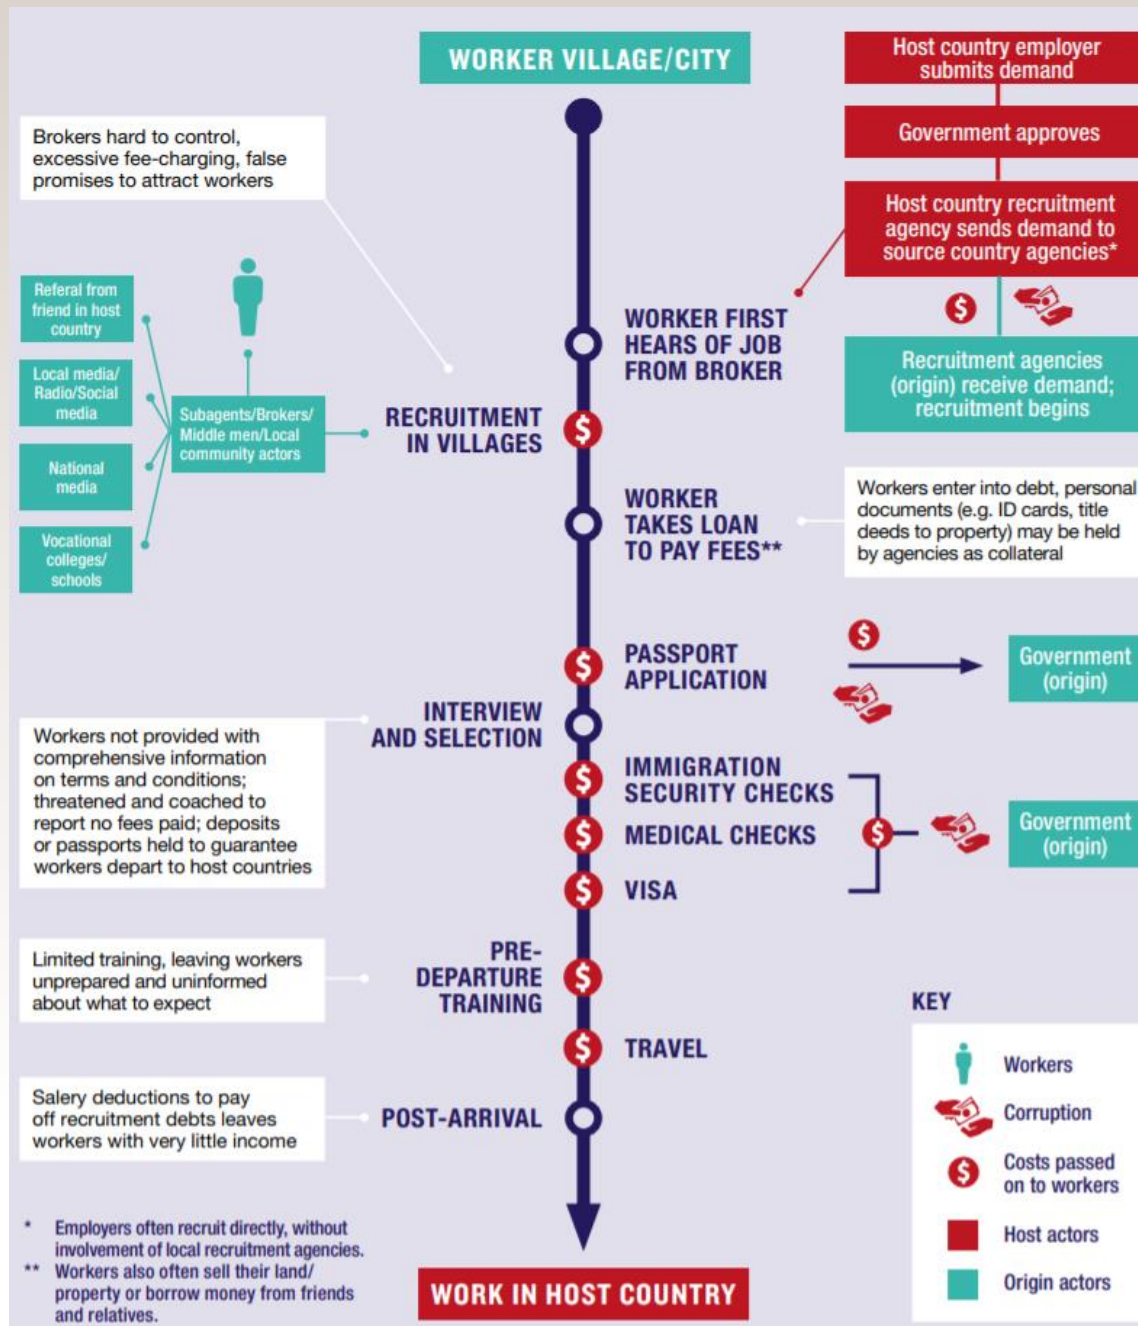 WORKER VILLAGE/CITY
Host country employer
submits demand
Government approves
Host country recruitment
agency sends demand to
source country agencies*
Brokers hard to control,
excessive fee-charging, false
promises to attract workers
Referal from
friend in host
country
Local media/
Radio/Social
media
National
media
Vocational
colleges/
schools
Subagents/Brokers/
Middle men/Local
community actors
WORKER FIRST
HEARS OF JOB
FROM BROKER
$
Recruitment agencies
(origin) receive demand;
recruitment begins
RECRUITMENT
IN VILLAGES
$
WORKER
TAKES LOAN
TO PAY FEES**
Workers enter into debt, personal
documents (e.g. ID cards, title
deeds to property) may be held
by agencies as collateral
$
PASSPORT
APPLICATION
$
Government
(origin)
INTERVIEW
AND SELECTION
Workers not provided with
comprehensive information
on terms and conditions;
threatened and coached to
report no fees paid; deposits
or passports held to guarantee
workers depart to host countries
$
IMMIGRATION
SECURITY CHECKS
$
MEDICAL CHECKS
$
VISA
$
Government
(origin)
Limited training, leaving workers
unprepared and uninformed
about what to expect
PRE-
DEPARTURE
TRAINING
$
$
TRAVEL
Salary deductions to pay
off recruitment debts leaves
workers with very little income
POST-ARRIVAL
KEY
Workers
Corruption
$
Costs passed
on to workers
Host actors
Origin actors
* Employers often recruit directly, without
involvement of local recruitment agencies.
** Workers also often sell their land/
property or borrow money from friends
and relatives.
WORK IN HOST COUNTRY